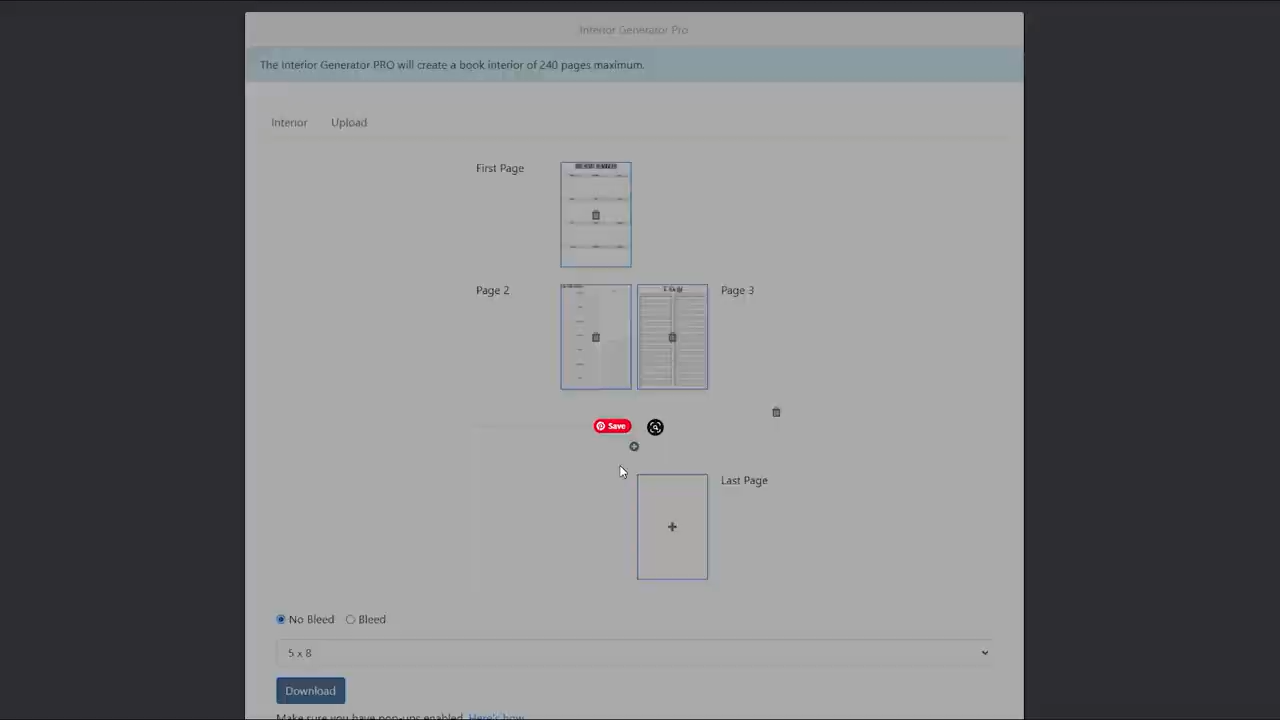 Interior Generator Pro
The Interior Generator PRO will create a book interior of 240 pages maximum.
Interior Upload
First Page
Page 2
Page 3
Save
Last Page
No Bleed Bleed
5 x 8
Download
Make sure you have pop-ups enabled. Here's how